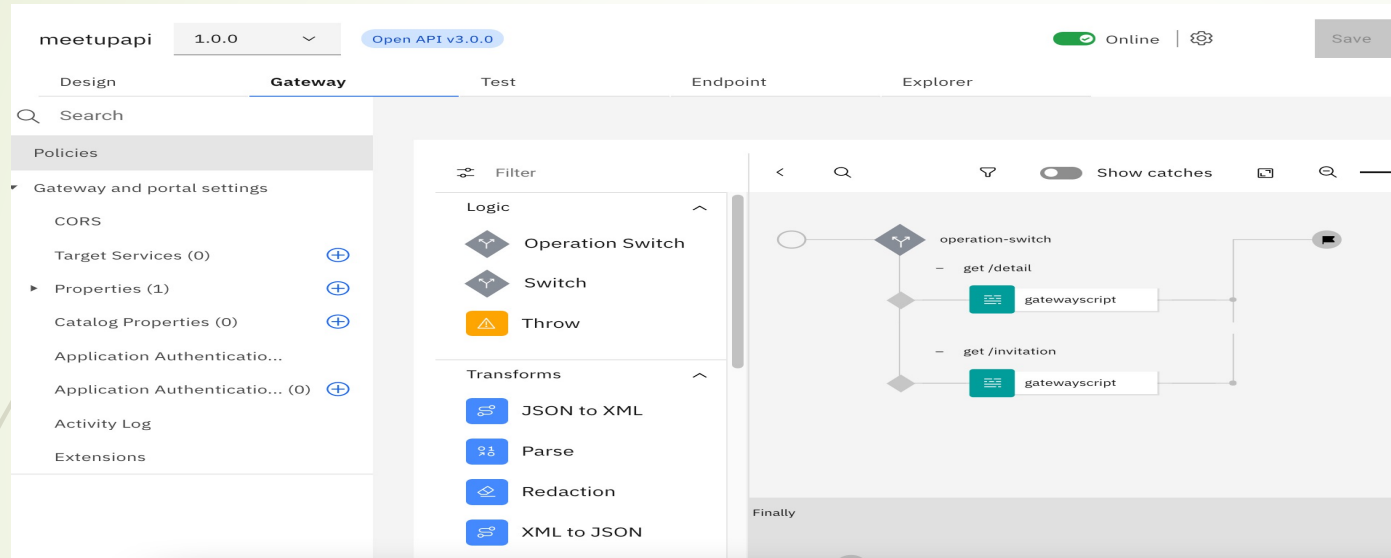 meetupapi
1.0.0
Open API v3.0.0
Online
Save
Design
Gateway
Test
Endpoint
Explorer
Search
Policies
Gateway and portal settings
CORS
Target Services (0)
Properties (1)
Catalog Properties (0)
Application Authenticatio...
Application Authenticatio... (0)
Activity Log
Extensions
Filter
Logic
Operation Switch
Switch
Throw
Transforms
JSON to XML
Parse
Redaction
XML to JSON
Show catches
operation-switch
get /detail
gatewayscript
get /invitation
gatewayscript
Finally